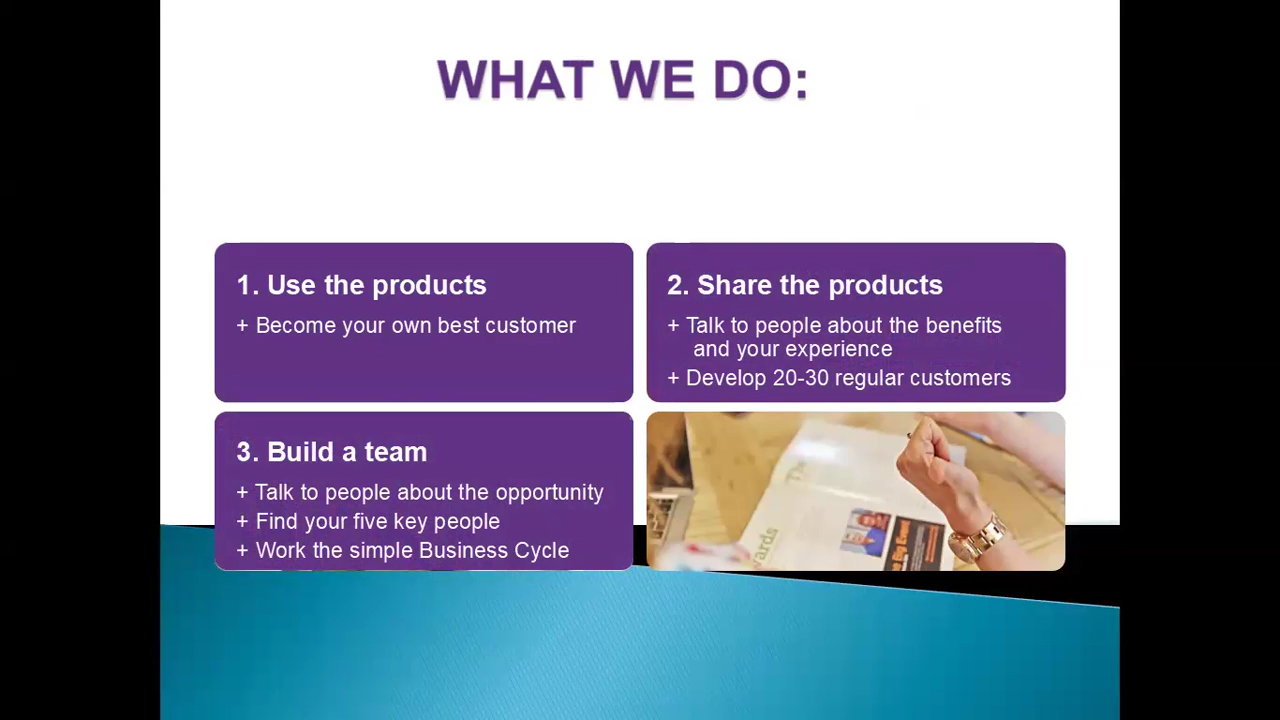 WHAT WE DO:
1. Use the products
+ Become your own best customer
2. Share the products
+ Talk to people about the benefits
and your experience
+ Develop 20-30 regular customers
3. Build a team
+ Talk to people about the opportunity
+ Find your five key people
+ Work the simple Business Cycle
Big Event